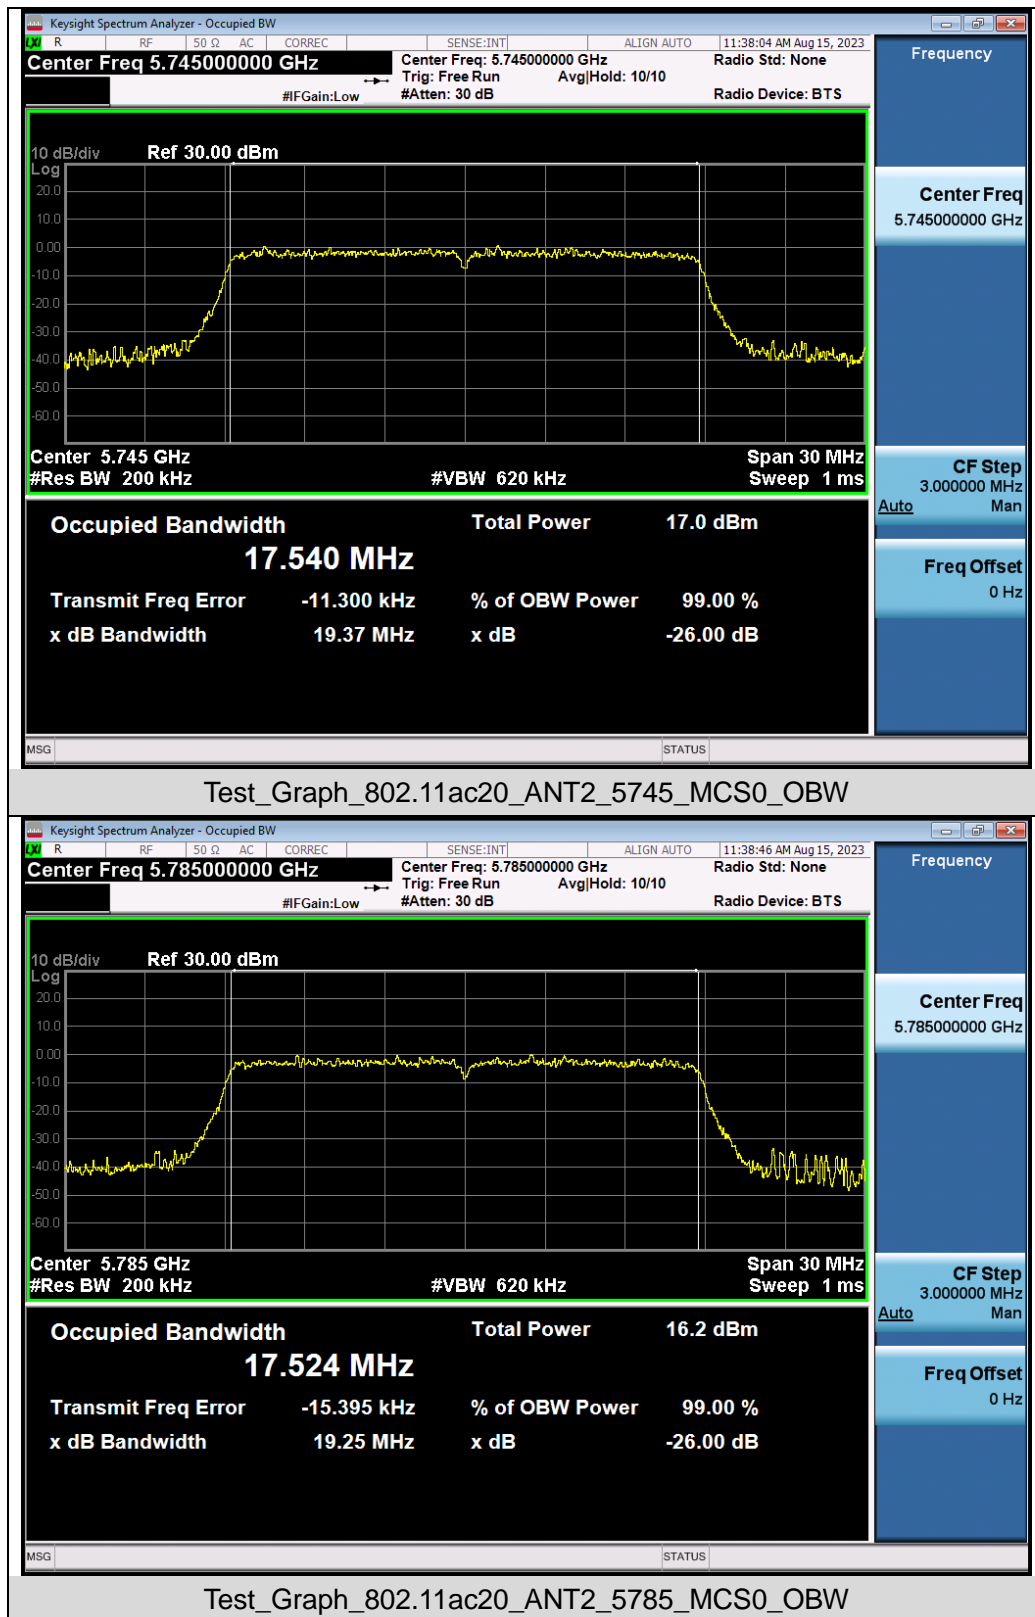 Keysight Spectrum Analyzer - Occupied BW
LXI R RF 50 Ω AC CORREC SENSE:INT ALIGN AUTO 11:38:04 AM Aug 15, 2023
Center Freq 5.745000000 GHz
Center Freq: 5.745000000 GHz Radio Std: None
Trig: Free Run Avg|Hold: 10/10
#IFGain:Low #Atten: 30 dB Radio Device: BTS
Frequency
10 dB/div Ref 30.00 dBm
Log
20.0
10.0
0.00
-10.0
-20.0
-30.0
-40.0
-50.0
-60.0
Center 5.745 GHz Span 30 MHz
#Res BW 200 kHz #VBW 620 kHz Sweep 1 ms
Center Freq
5.745000000 GHz
CF Step
3.000000 MHz
Auto Man
Freq Offset
0 Hz
Occupied Bandwidth Total Power 17.0 dBm
17.540 MHz
Transmit Freq Error -11.300 kHz % of OBW Power 99.00 %
x dB Bandwidth 19.37 MHz x dB -26.00 dB
MSG STATUS
Test_Graph_802.11ac20_ANT2_5745_MCS0_OBW
Keysight Spectrum Analyzer - Occupied BW
LXI R RF 50 Ω AC CORREC SENSE:INT ALIGN AUTO 11:38:46 AM Aug 15, 2023
Center Freq 5.785000000 GHz
Center Freq: 5.785000000 GHz Radio Std: None
Trig: Free Run Avg|Hold: 10/10
#IFGain:Low #Atten: 30 dB Radio Device: BTS
Frequency
10 dB/div Ref 30.00 dBm
Log
20.0
10.0
0.00
-10.0
-20.0
-30.0
-40.0
-50.0
-60.0
Center 5.785 GHz Span 30 MHz
#Res BW 200 kHz #VBW 620 kHz Sweep 1 ms
Center Freq
5.785000000 GHz
CF Step
3.000000 MHz
Auto Man
Freq Offset
0 Hz
Occupied Bandwidth Total Power 16.2 dBm
17.524 MHz
Transmit Freq Error -15.395 kHz % of OBW Power 99.00 %
x dB Bandwidth 19.25 MHz x dB -26.00 dB
MSG STATUS
Test_Graph_802.11ac20_ANT2_5785_MCS0_OBW